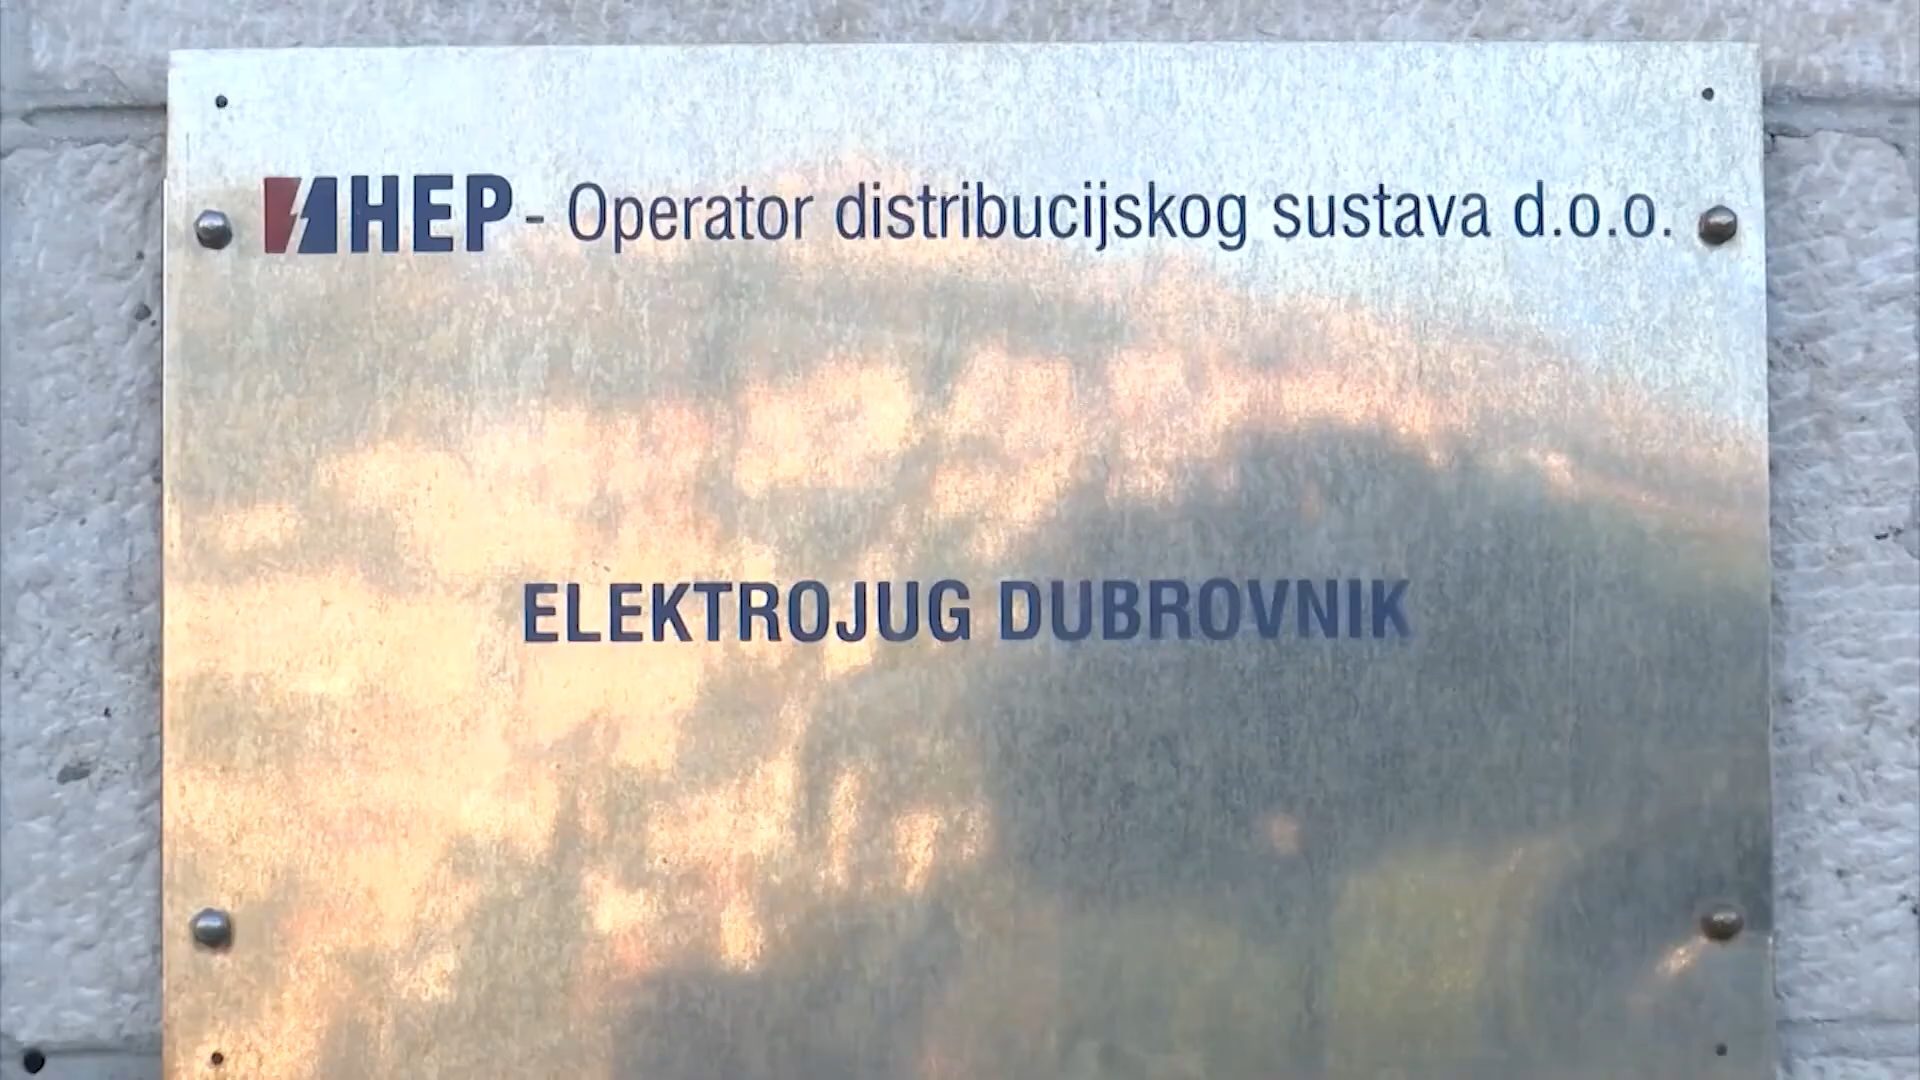 HEP - Operator distribucijskog sustava d.o.o.
ELEKTROJUG DUBROVNIK